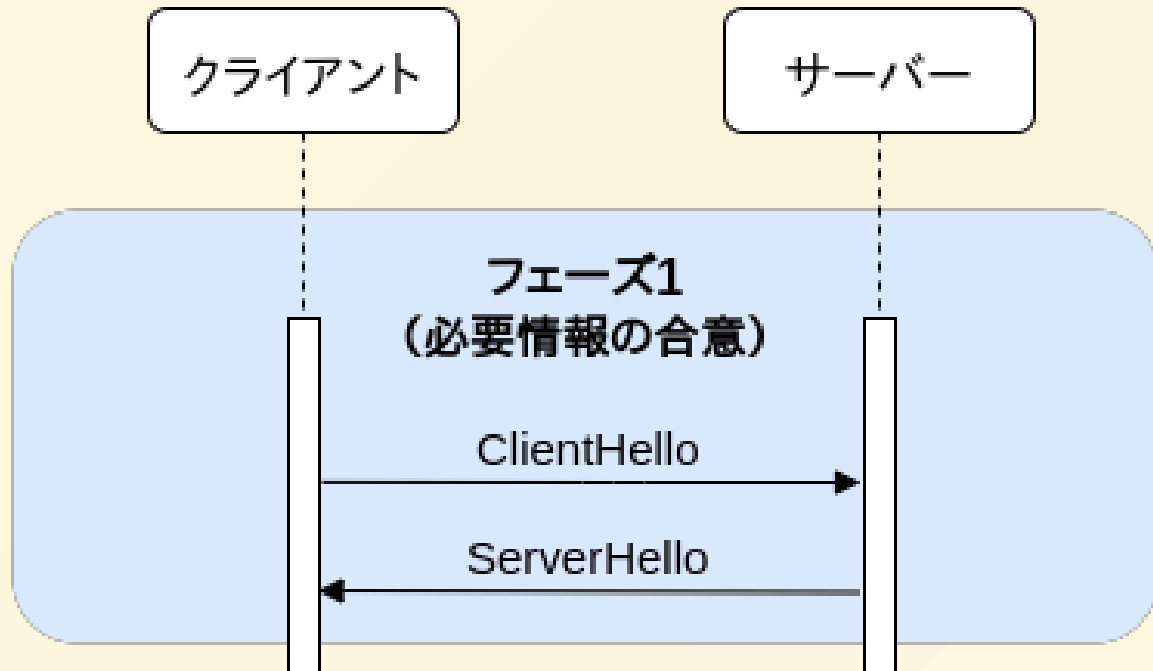 クライアント
サーバー
フェーズ1
（必要情報の合意）
ClientHello
ServerHello